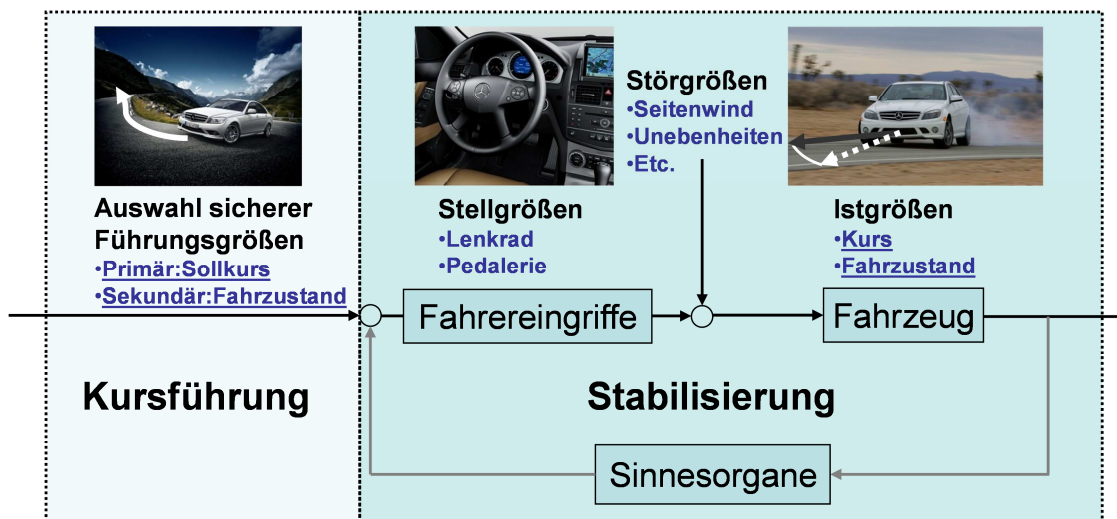 Auswahl sicherer
Führungsgrößen
•Primär:Sollkurs
•Sekundär:Fahrzustand
Stellgrößen
•Lenkrad
•Pedalerie
Störgrößen
•Seitenwind
•Unebenheiten
•Etc.
Istgrößen
•Kurs
•Fahrzustand
Fahrereingriffe
Fahrzeug
Kursführung
Stabilisierung
Sinnesorgane